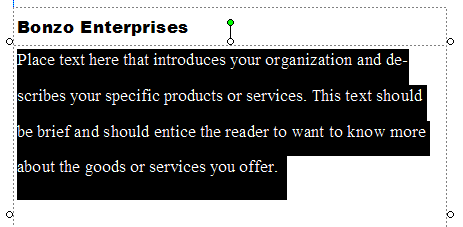 Bonzo Enterprises
Place text here that introduces your organization and de-
scribes your specific products or services. This text should
be brief and should entice the reader to want to know more
about the goods or services you offer.